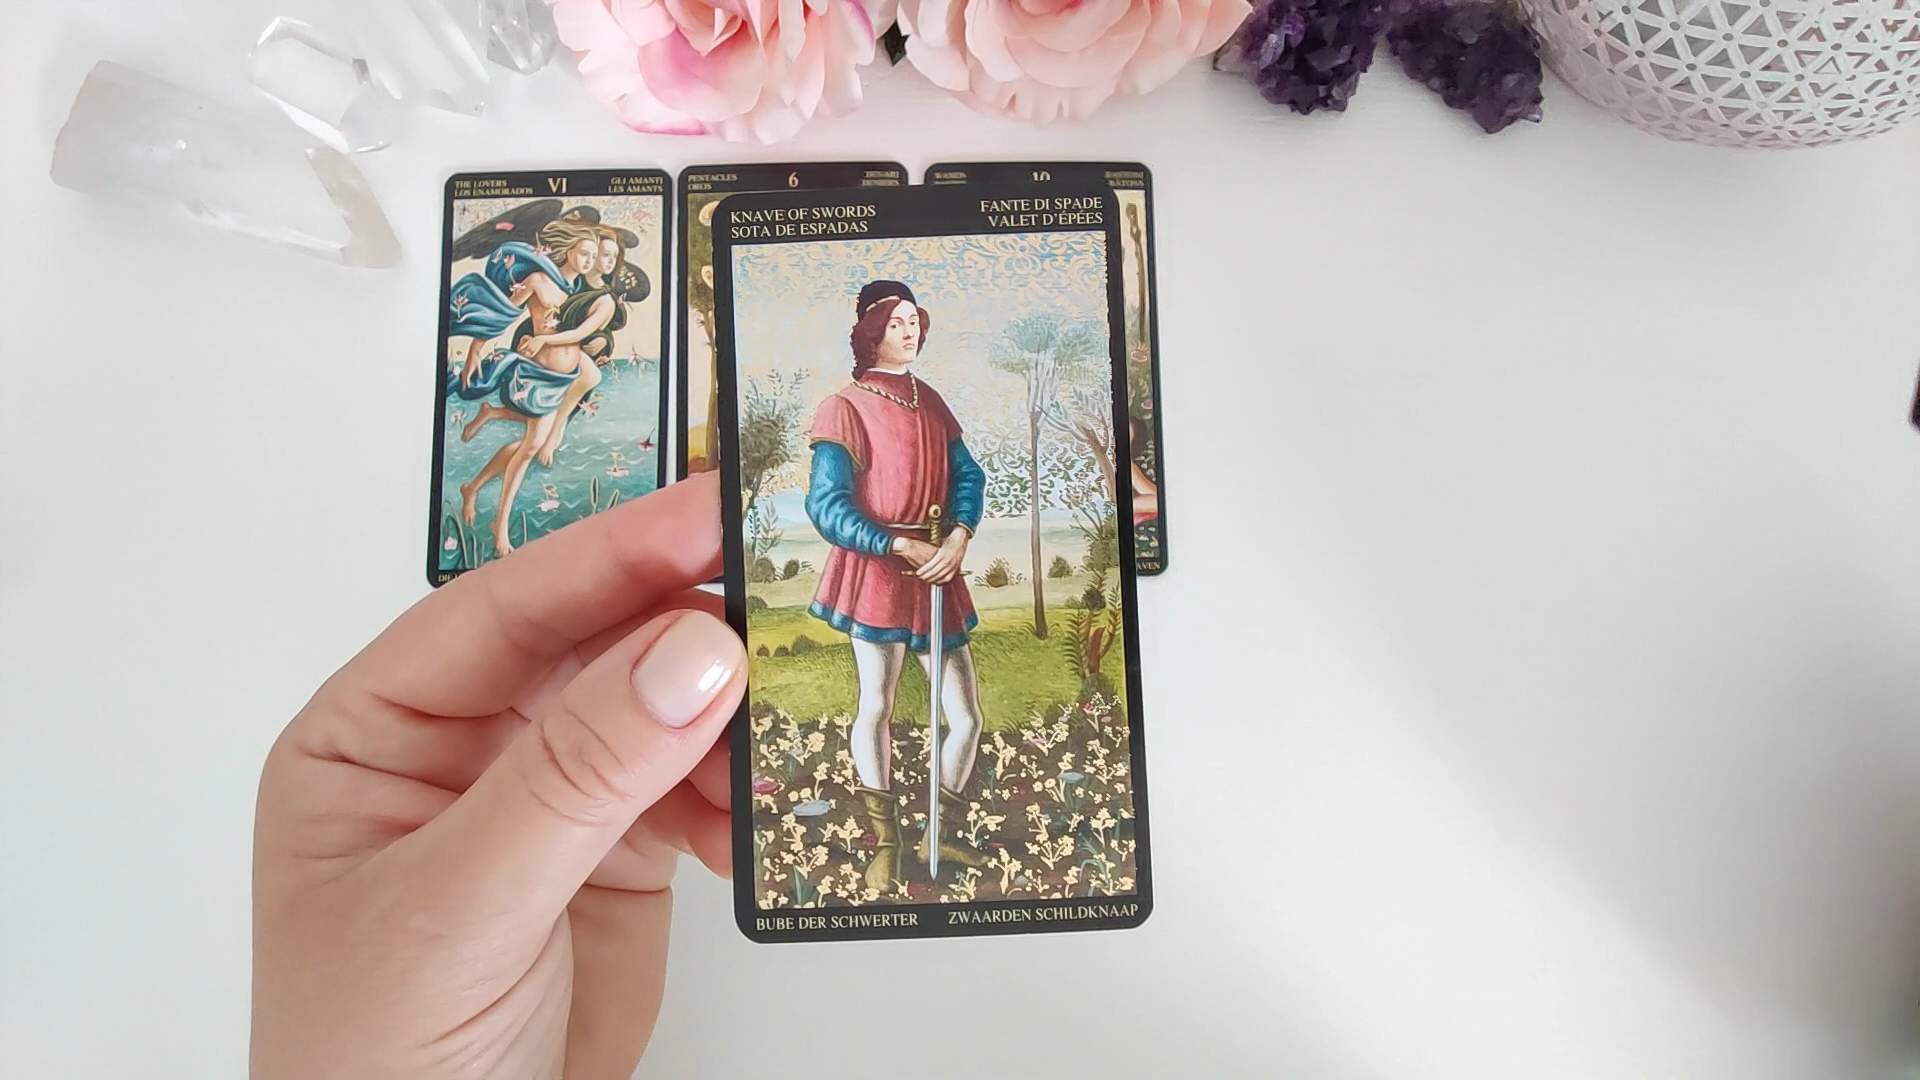 THE LOVERS
LOS ENAMORADOS
VI
GLI AMANTI
LES AMANTS
PENTACLES
OROS
6
10
KNAVE OF SWORDS
SOTA DE ESPADAS
FANTE DI SPADE
VALET D'ÉPÉES
BUBE DER SCHWERTER
ZWAARDEN SCHILDKNAAP